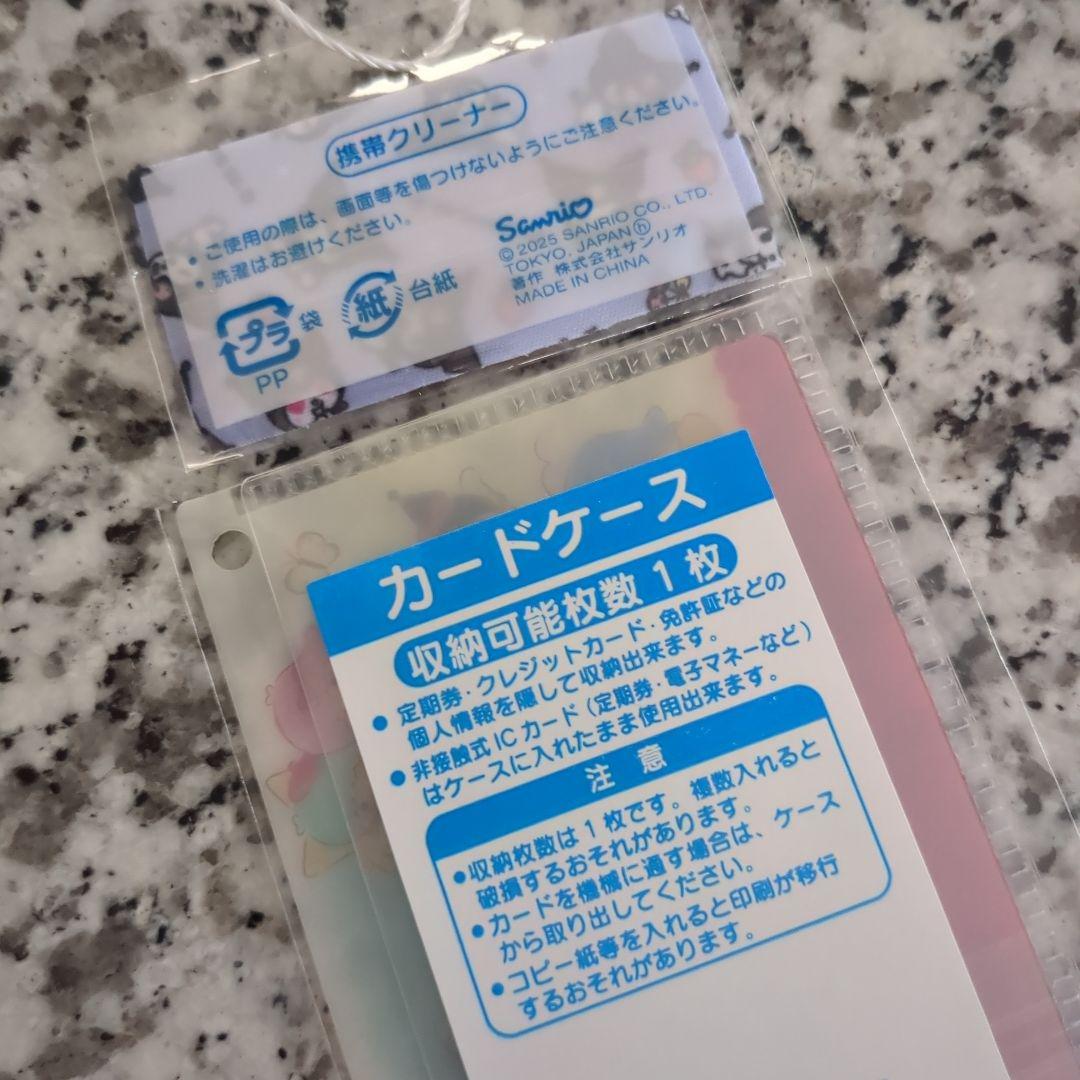 携帯クリーナー
・ご使用の際は、画面等を傷つけないようにご注意ください。
・洗濯はお避けください。
プラ
袋
PP
紙
台紙
Sanrio
© 2025 SANRIO CO., LTD.
TOKYO, JAPAN ⓗ
著作 株式会社サンリオ
MADE IN CHINA
カードケース
収納可能枚数 1 枚
● 定期券・クレジットカード・免許証などの
個人情報を隠して収納出来ます。
● 非接触式 IC カード (定期券・電子マネーなど)
はケースに入れたまま使用出来ます。
注 意
●収納枚数は 1 枚です。複数入れると
破損するおそれがあります。
●カードを機械に通す場合は、ケース
から取り出してください。
●コピー紙等を入れると印刷が移行
するおそれがあります。